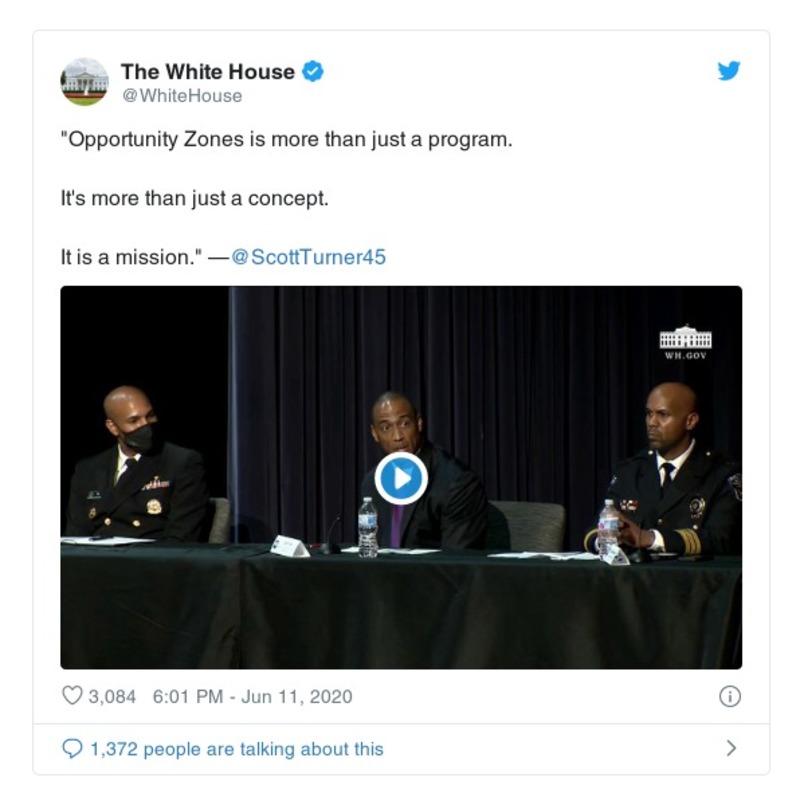 The White House
@WhiteHouse
"Opportunity Zones is more than just a program.
It's more than just a concept.
It is a mission." —@ScottTurner45
WH.GOV
3,084 6:01 PM - Jun 11, 2020
1,372 people are talking about this